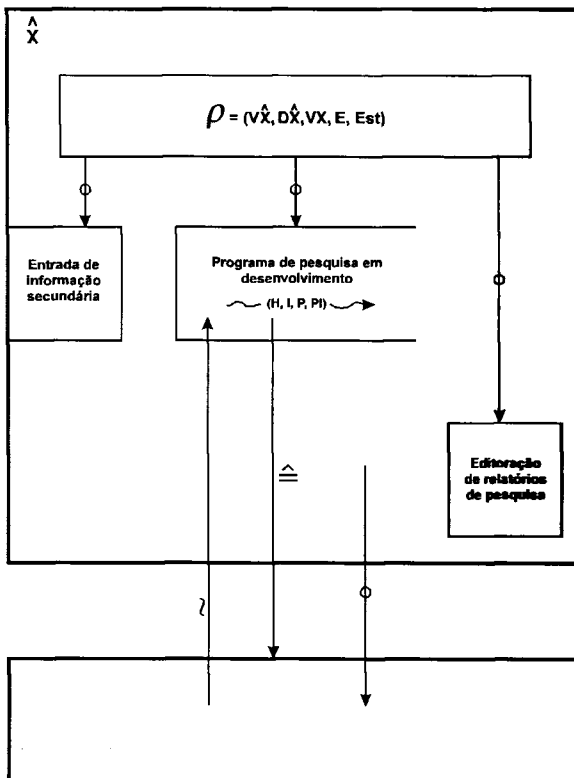 X̂
ρ = (VX̂, DX̂, VX, E, Est)
Entrada de
informação
secundária
Programa de pesquisa em
desenvolvimento
~ (H, I, P, PI) ~
Editoração
de relatórios
de pesquisa
≙
~